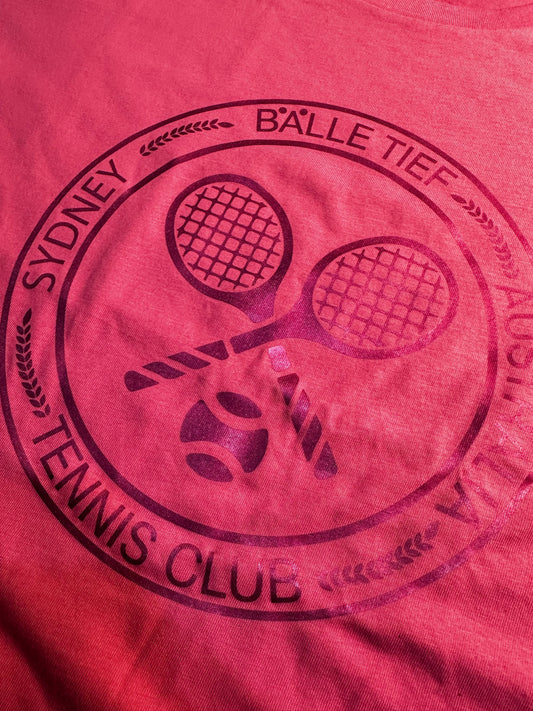 SYDNEY
BÄLLE TIEF
AUSTRALIA
TENNIS CLUB